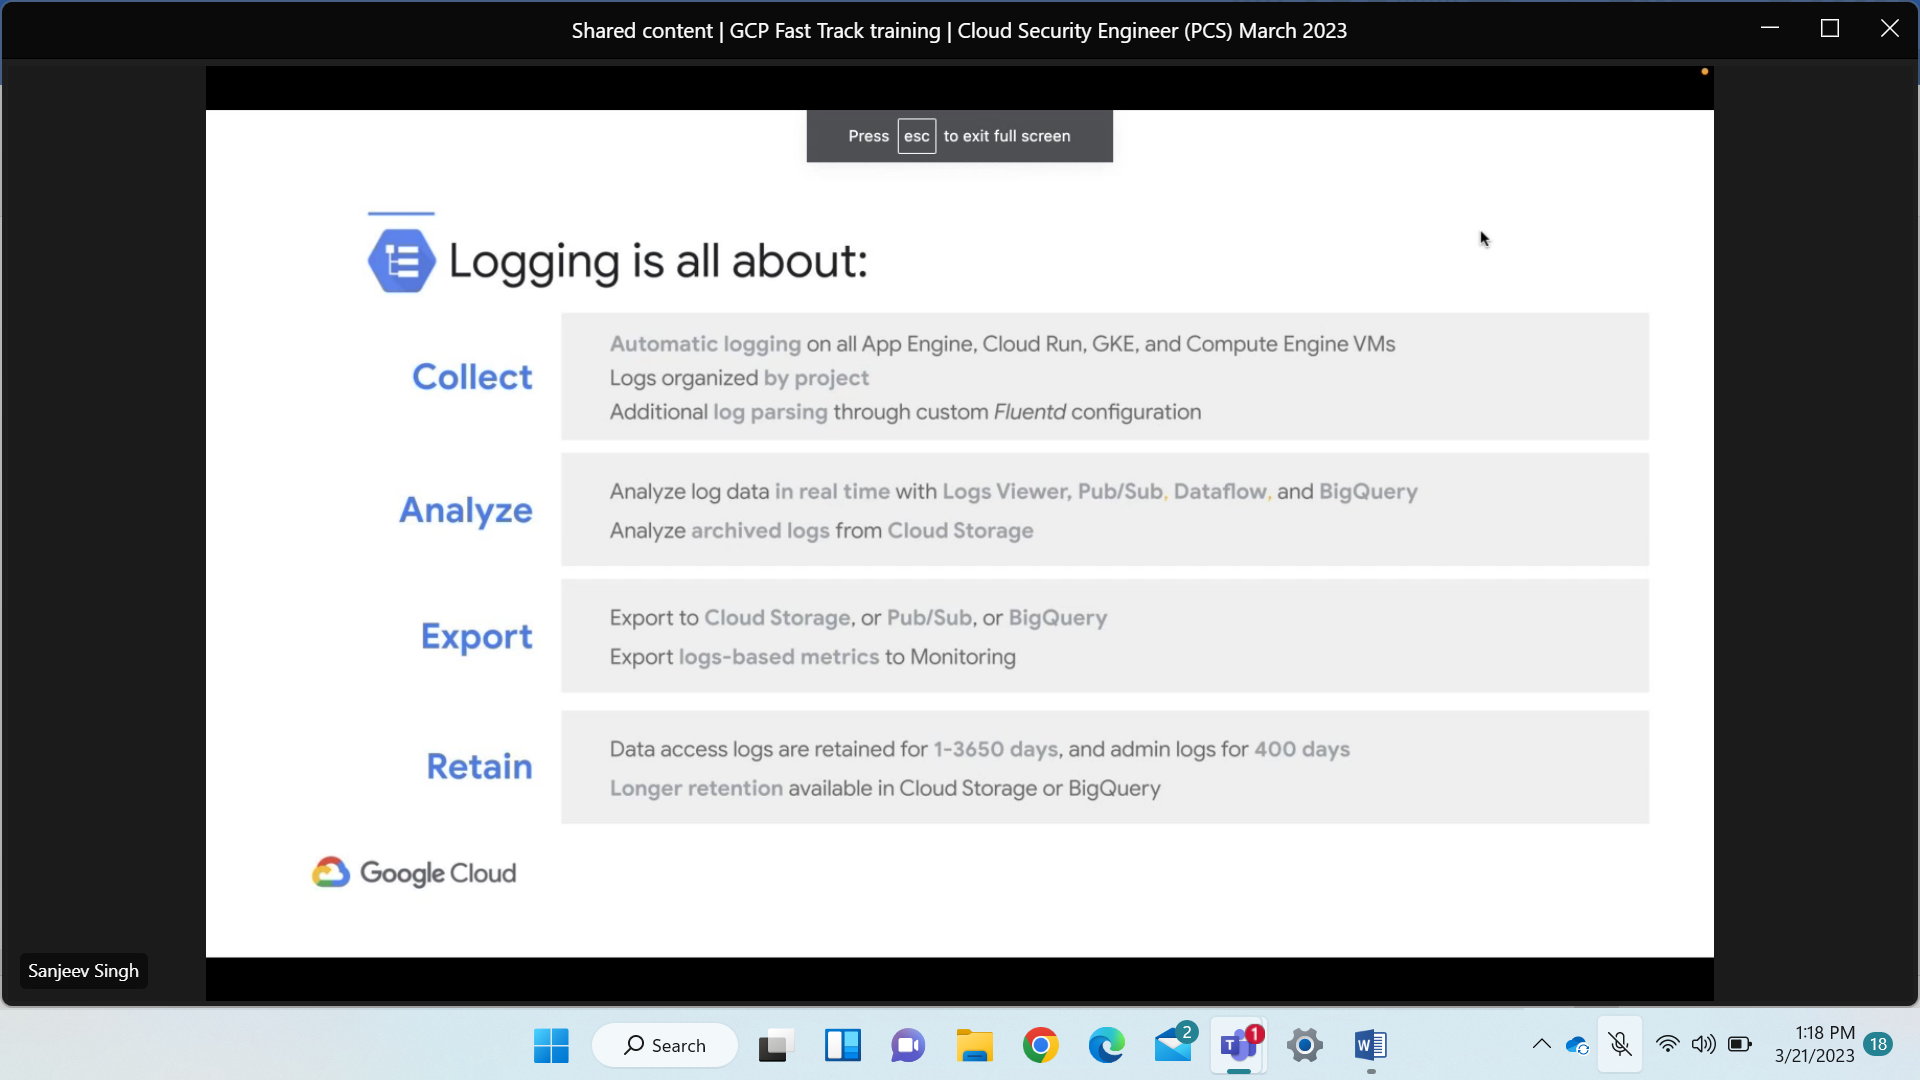 Shared content | GCP Fast Track training | Cloud Security Engineer (PCS) March 2023
Press esc to exit full screen
Logging is all about:
Collect
Automatic logging on all App Engine, Cloud Run, GKE, and Compute Engine VMs
Logs organized by project
Additional log parsing through custom Fluentd configuration
Analyze
Analyze log data in real time with Logs Viewer, Pub/Sub, Dataflow, and BigQuery
Analyze archived logs from Cloud Storage
Export
Export to Cloud Storage, or Pub/Sub, or BigQuery
Export logs-based metrics to Monitoring
Retain
Data access logs are retained for 1-3650 days, and admin logs for 400 days
Longer retention available in Cloud Storage or BigQuery
Google Cloud
Sanjeev Singh
Search
2
1
1:18 PM
3/21/2023
18